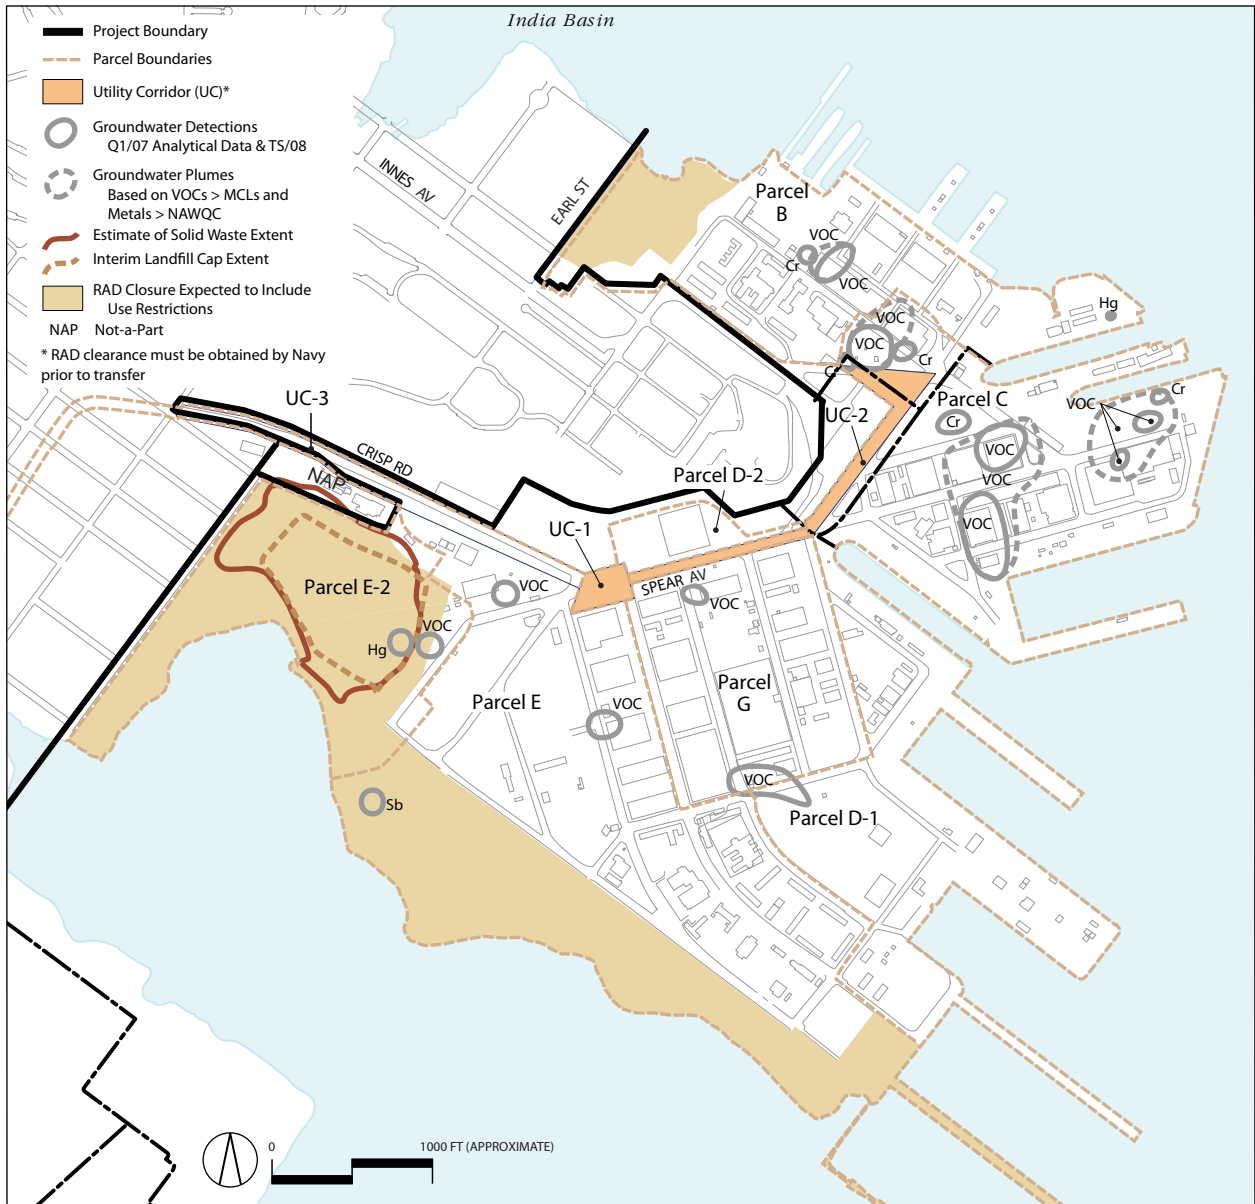 India Basin
Project Boundary
Parcel Boundaries
Utility Corridor (UC)*
Groundwater Detections
Q1/07 Analytical Data & TS/08
Groundwater Plumes
Based on VOCs > MCLs and
Metals > NAWQC
Estimate of Solid Waste Extent
Interim Landfill Cap Extent
RAD Closure Expected to Include
Use Restrictions
NAP Not-a-Part
* RAD clearance must be obtained by Navy
prior to transfer
INNES AV
EARL ST
Parcel
B
VOC
Cr
VOC
Hg
VOC
VOC
Cr
Cr
UC-3
UC-2
Parcel C
Cr
VOC
Cr
CRISP RD
NAP
VOC
VOC
Parcel D-2
VOC
UC-1
SPEAR AV
Parcel E-2
VOC
VOC
VOC
Hg
Parcel E
Parcel
G
VOC
VOC
Sb
Parcel D-1
0
1000 FT (APPROXIMATE)